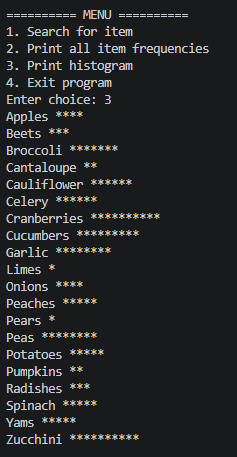 ========== MENU ==========
1. Search for item
2. Print all item frequencies
3. Print histogram
4. Exit program
Enter choice: 3
Apples ****
Beets ***
Broccoli *******
Cantaloupe **
Cauliflower ******
Celery ******
Cranberries **********
Cucumbers *********
Garlic ********
Limes *
Onions ****
Peaches *****
Pears *
Peas ********
Potatoes *****
Pumpkins **
Radishes ***
Spinach *****
Yams *****
Zucchini **********